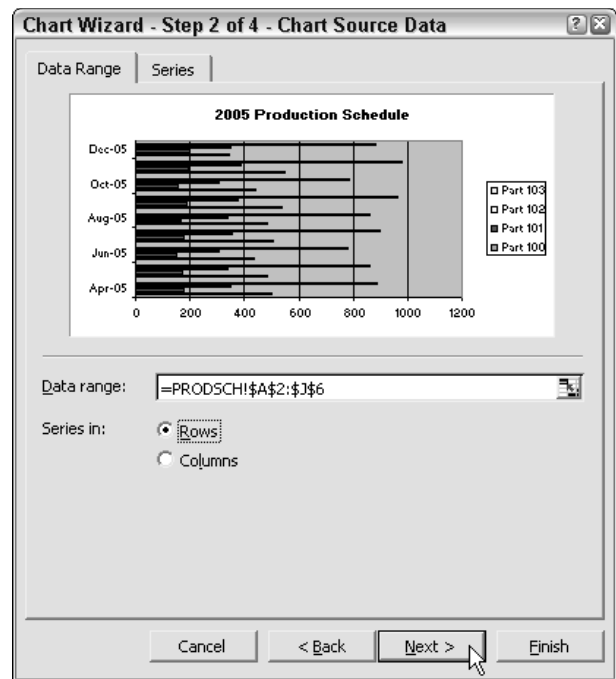 Chart Wizard - Step 2 of 4 - Chart Source Data
Data Range
Series
2005 Production Schedule
Dec-05
Oct-05
Aug-05
Jun-05
Apr-05
0 200 400 600 800 1000 1200
Part 103
Part 102
Part 101
Part 100
Data range: =PRODSCH!$A$2:$J$6
Series in: Rows
Columns
Cancel < Back Next > Finish